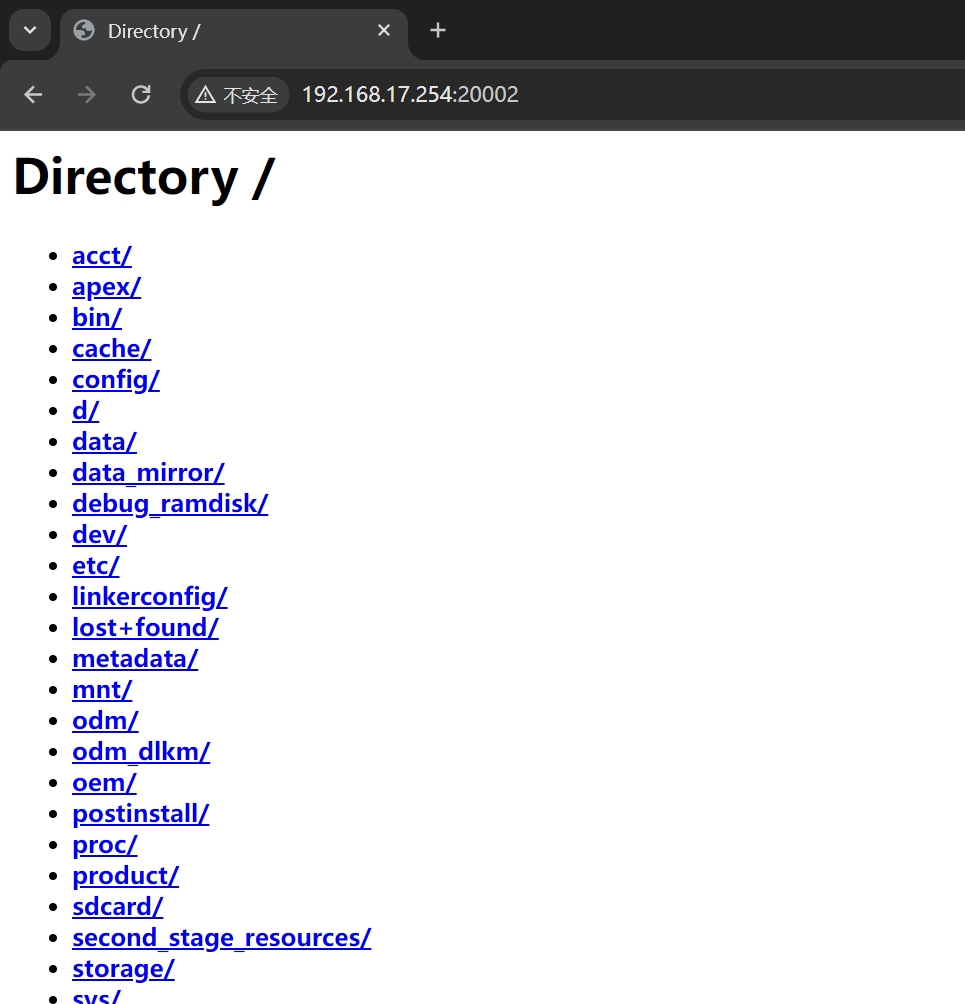 Directory /
不安全 192.168.17.254:20002
Directory /
acct/
apex/
bin/
cache/
config/
d/
data/
data_mirror/
debug_ramdisk/
dev/
etc/
linkerconfig/
lost+found/
metadata/
mnt/
odm/
odm_dlkm/
oem/
postinstall/
proc/
product/
sdcard/
second_stage_resources/
storage/
sys/